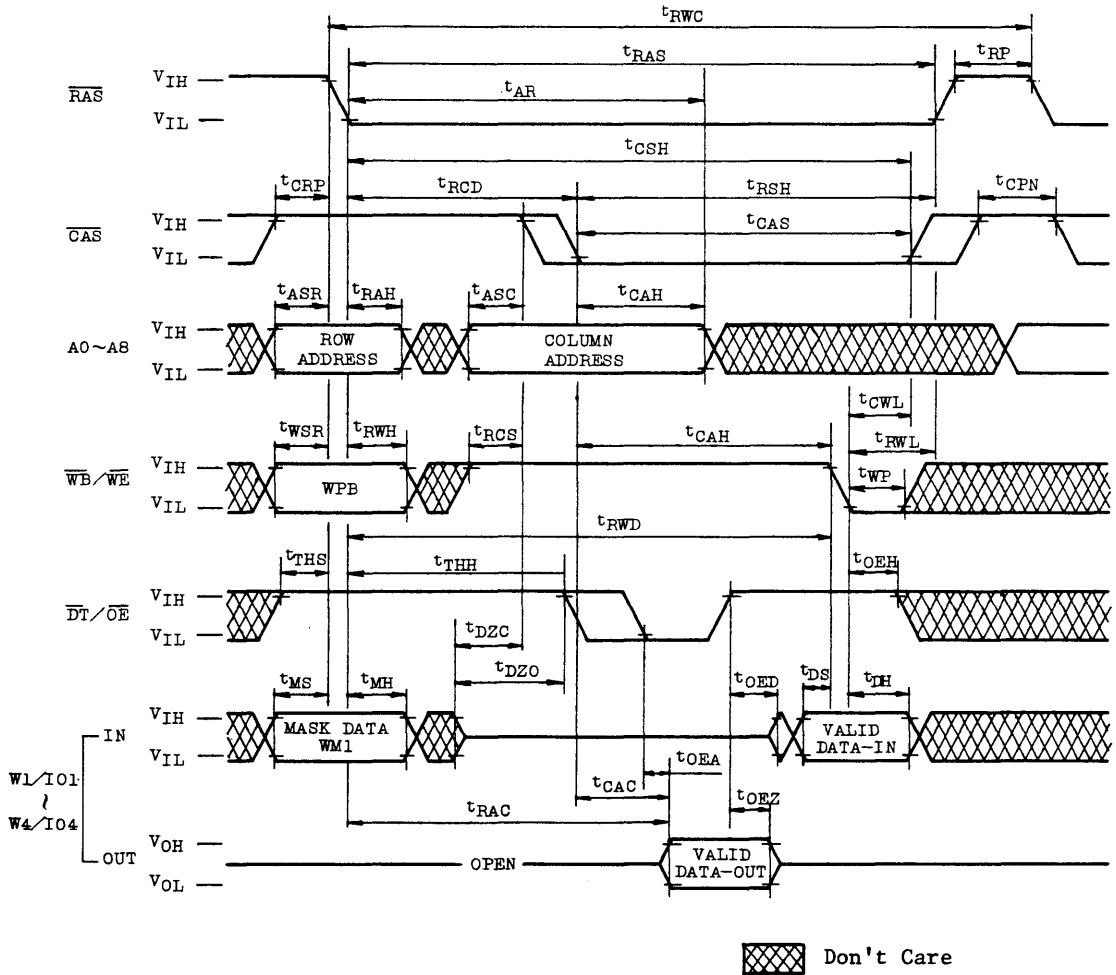 tRWC
tRAS
tRP
tAR
RAS
VIH
VIL
tCSH
tCRP
tRCD
tRSH
tCPN
tCAS
CAS
VIH
VIL
tASR
tRAH
tASC
tCAH
A0~A8
VIH
VIL
ROW
ADDRESS
COLUMN
ADDRESS
tCWL
tRWL
tWP
tWSR
tRWH
tRCS
tCAH
WB/WE
VIH
VIL
WPB
tRWD
tTHS
tTHH
tOEH
DT/OE
VIH
VIL
tDZC
tDZO
tOED
tDS
tDH
tMS
tMH
IN
VIH
VIL
MASK DATA
WM1
VALID
DATA-IN
tOEA
tCAC
tOEZ
tRAC
W1/IO1
~
W4/IO4
OUT
VOH
VOL
OPEN
VALID
DATA-OUT
Don't Care